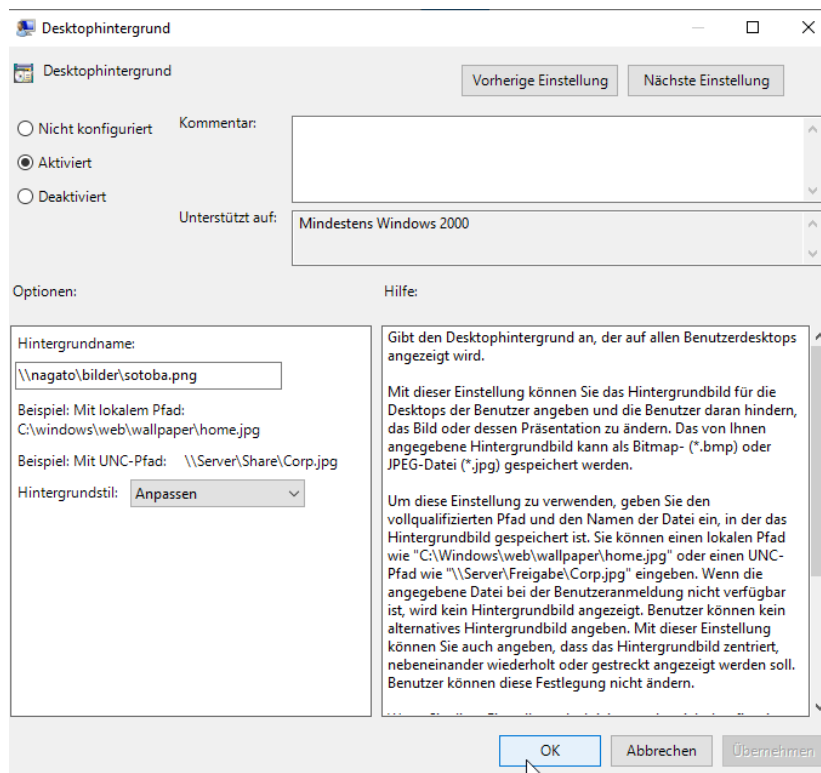 Desktophintergrund
Desktophintergrund
Vorherige Einstellung
Nächste Einstellung
Nicht konfiguriert
Kommentar:
Aktiviert
Deaktiviert
Unterstützt auf:
Mindestens Windows 2000
Optionen:
Hilfe:
Hintergrundname:
\\nagato\bilder\sotoba.png
Beispiel: Mit lokalem Pfad:
C:\windows\web\wallpaper\home.jpg
Beispiel: Mit UNC-Pfad: \\Server\Share\Corp.jpg
Hintergrundstil: Anpassen
Gibt den Desktophintergrund an, der auf allen Benutzerdesktops
angezeigt wird.
Mit dieser Einstellung können Sie das Hintergrundbild für die
Desktops der Benutzer angeben und die Benutzer daran hindern,
das Bild oder dessen Präsentation zu ändern. Das von Ihnen
angegebene Hintergrundbild kann als Bitmap- (*.bmp) oder
JPEG-Datei (*.jpg) gespeichert werden.
Um diese Einstellung zu verwenden, geben Sie den
vollqualifizierten Pfad und den Namen der Datei ein, in der das
Hintergrundbild gespeichert ist. Sie können einen lokalen Pfad
wie "C:\Windows\web\wallpaper\home.jpg" oder einen UNC-
Pfad wie "\\Server\Freigabe\Corp.jpg" eingeben. Wenn die
angegebene Datei bei der Benutzeranmeldung nicht verfügbar
ist, wird kein Hintergrundbild angezeigt. Benutzer können kein
alternatives Hintergrundbild angeben. Mit dieser Einstellung
können Sie auch angeben, dass das Hintergrundbild zentriert,
nebeneinander wiederholt oder gestreckt angezeigt werden soll.
Benutzer können diese Festlegung nicht ändern.
OK
Abbrechen
Übernehmen